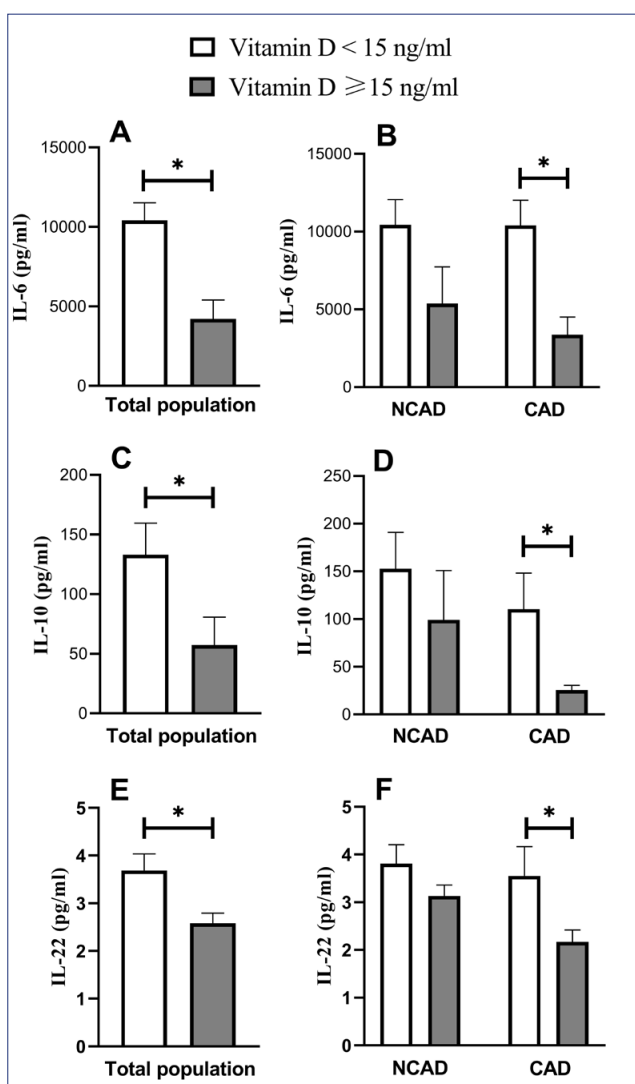 Vitamin D < 15 ng/ml
Vitamin D ⩾15 ng/ml
A
IL-6 (pg/ml)
15000
10000
5000
0
*
Total population
B
IL-6 (pg/ml)
15000
10000
5000
0
*
NCAD CAD
C
IL-10 (pg/ml)
200
150
100
50
0
*
Total population
D
IL-10 (pg/ml)
250
200
150
100
50
0
*
NCAD CAD
E
IL-22 (pg/ml)
5
4
3
2
1
0
*
Total population
F
IL-22 (pg/ml)
5
4
3
2
1
0
*
NCAD CAD